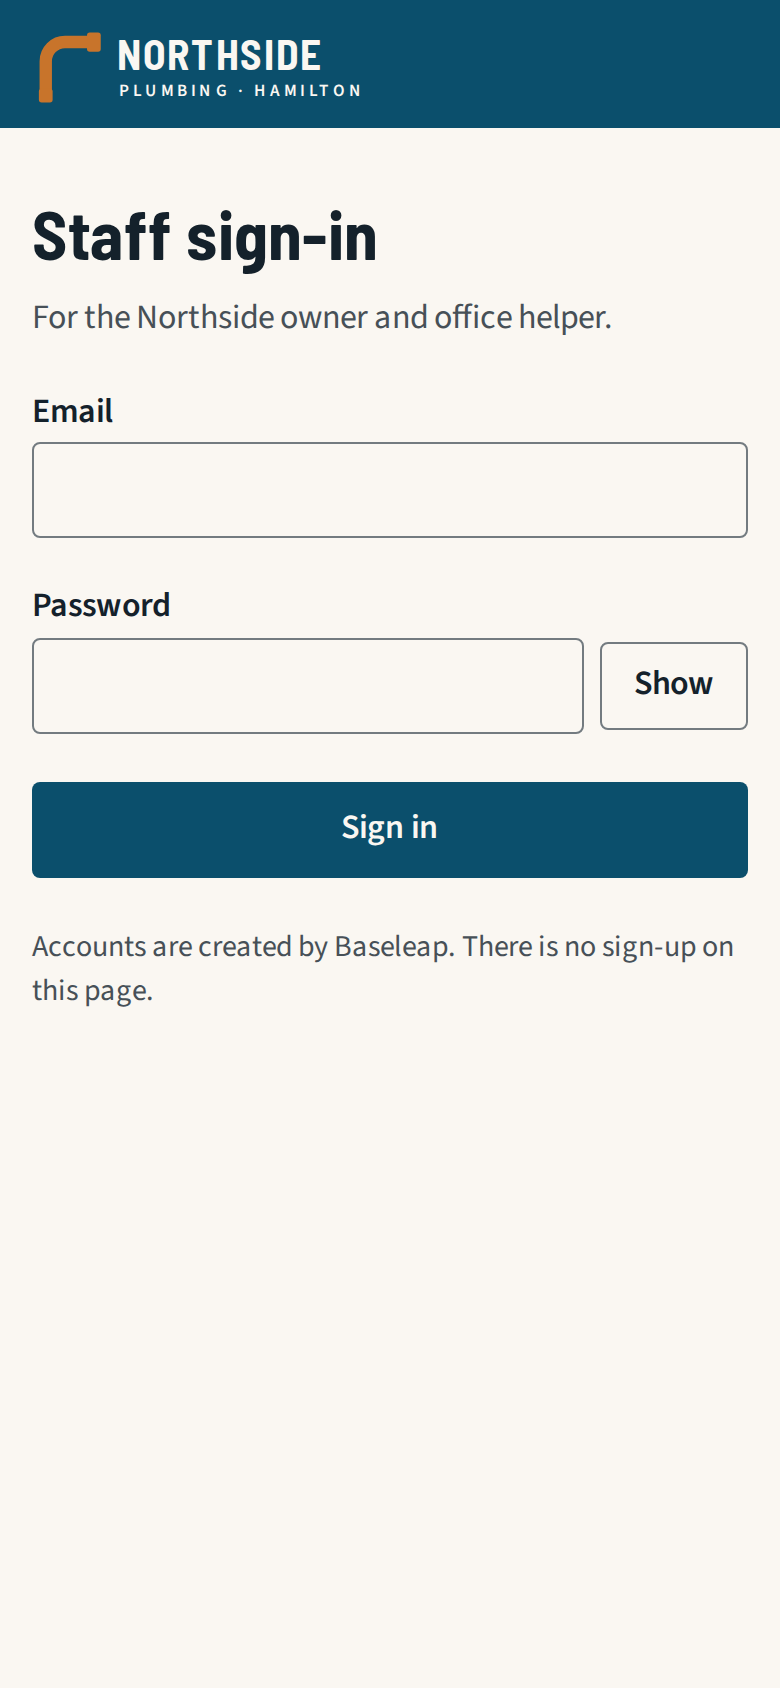 NORTHSIDE
PLUMBING · HAMILTON
Staff sign-in
For the Northside owner and office helper.
Email
Password
Show
Sign in
Accounts are created by Baseleap. There is no sign-up on
this page.